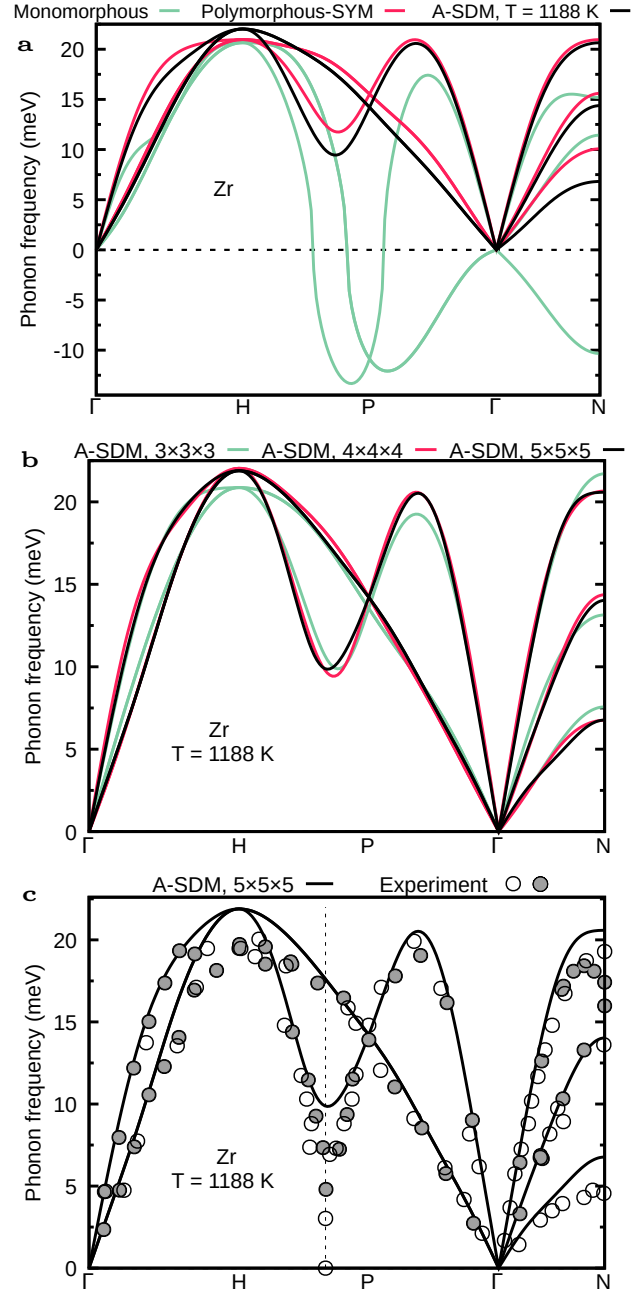 Monomorphous Polymorphous-SYM A-SDM, T = 1188 K
a
20
15
10
5
0
-5
-10
Phonon frequency (meV)
Zr
Γ H P Γ N
b
A-SDM, 3×3×3 A-SDM, 4×4×4 A-SDM, 5×5×5
20
15
10
5
0
Phonon frequency (meV)
Zr
T = 1188 K
Γ H P Γ N
c
A-SDM, 5×5×5 Experiment
20
15
10
5
0
Phonon frequency (meV)
Zr
T = 1188 K
Γ H P Γ N